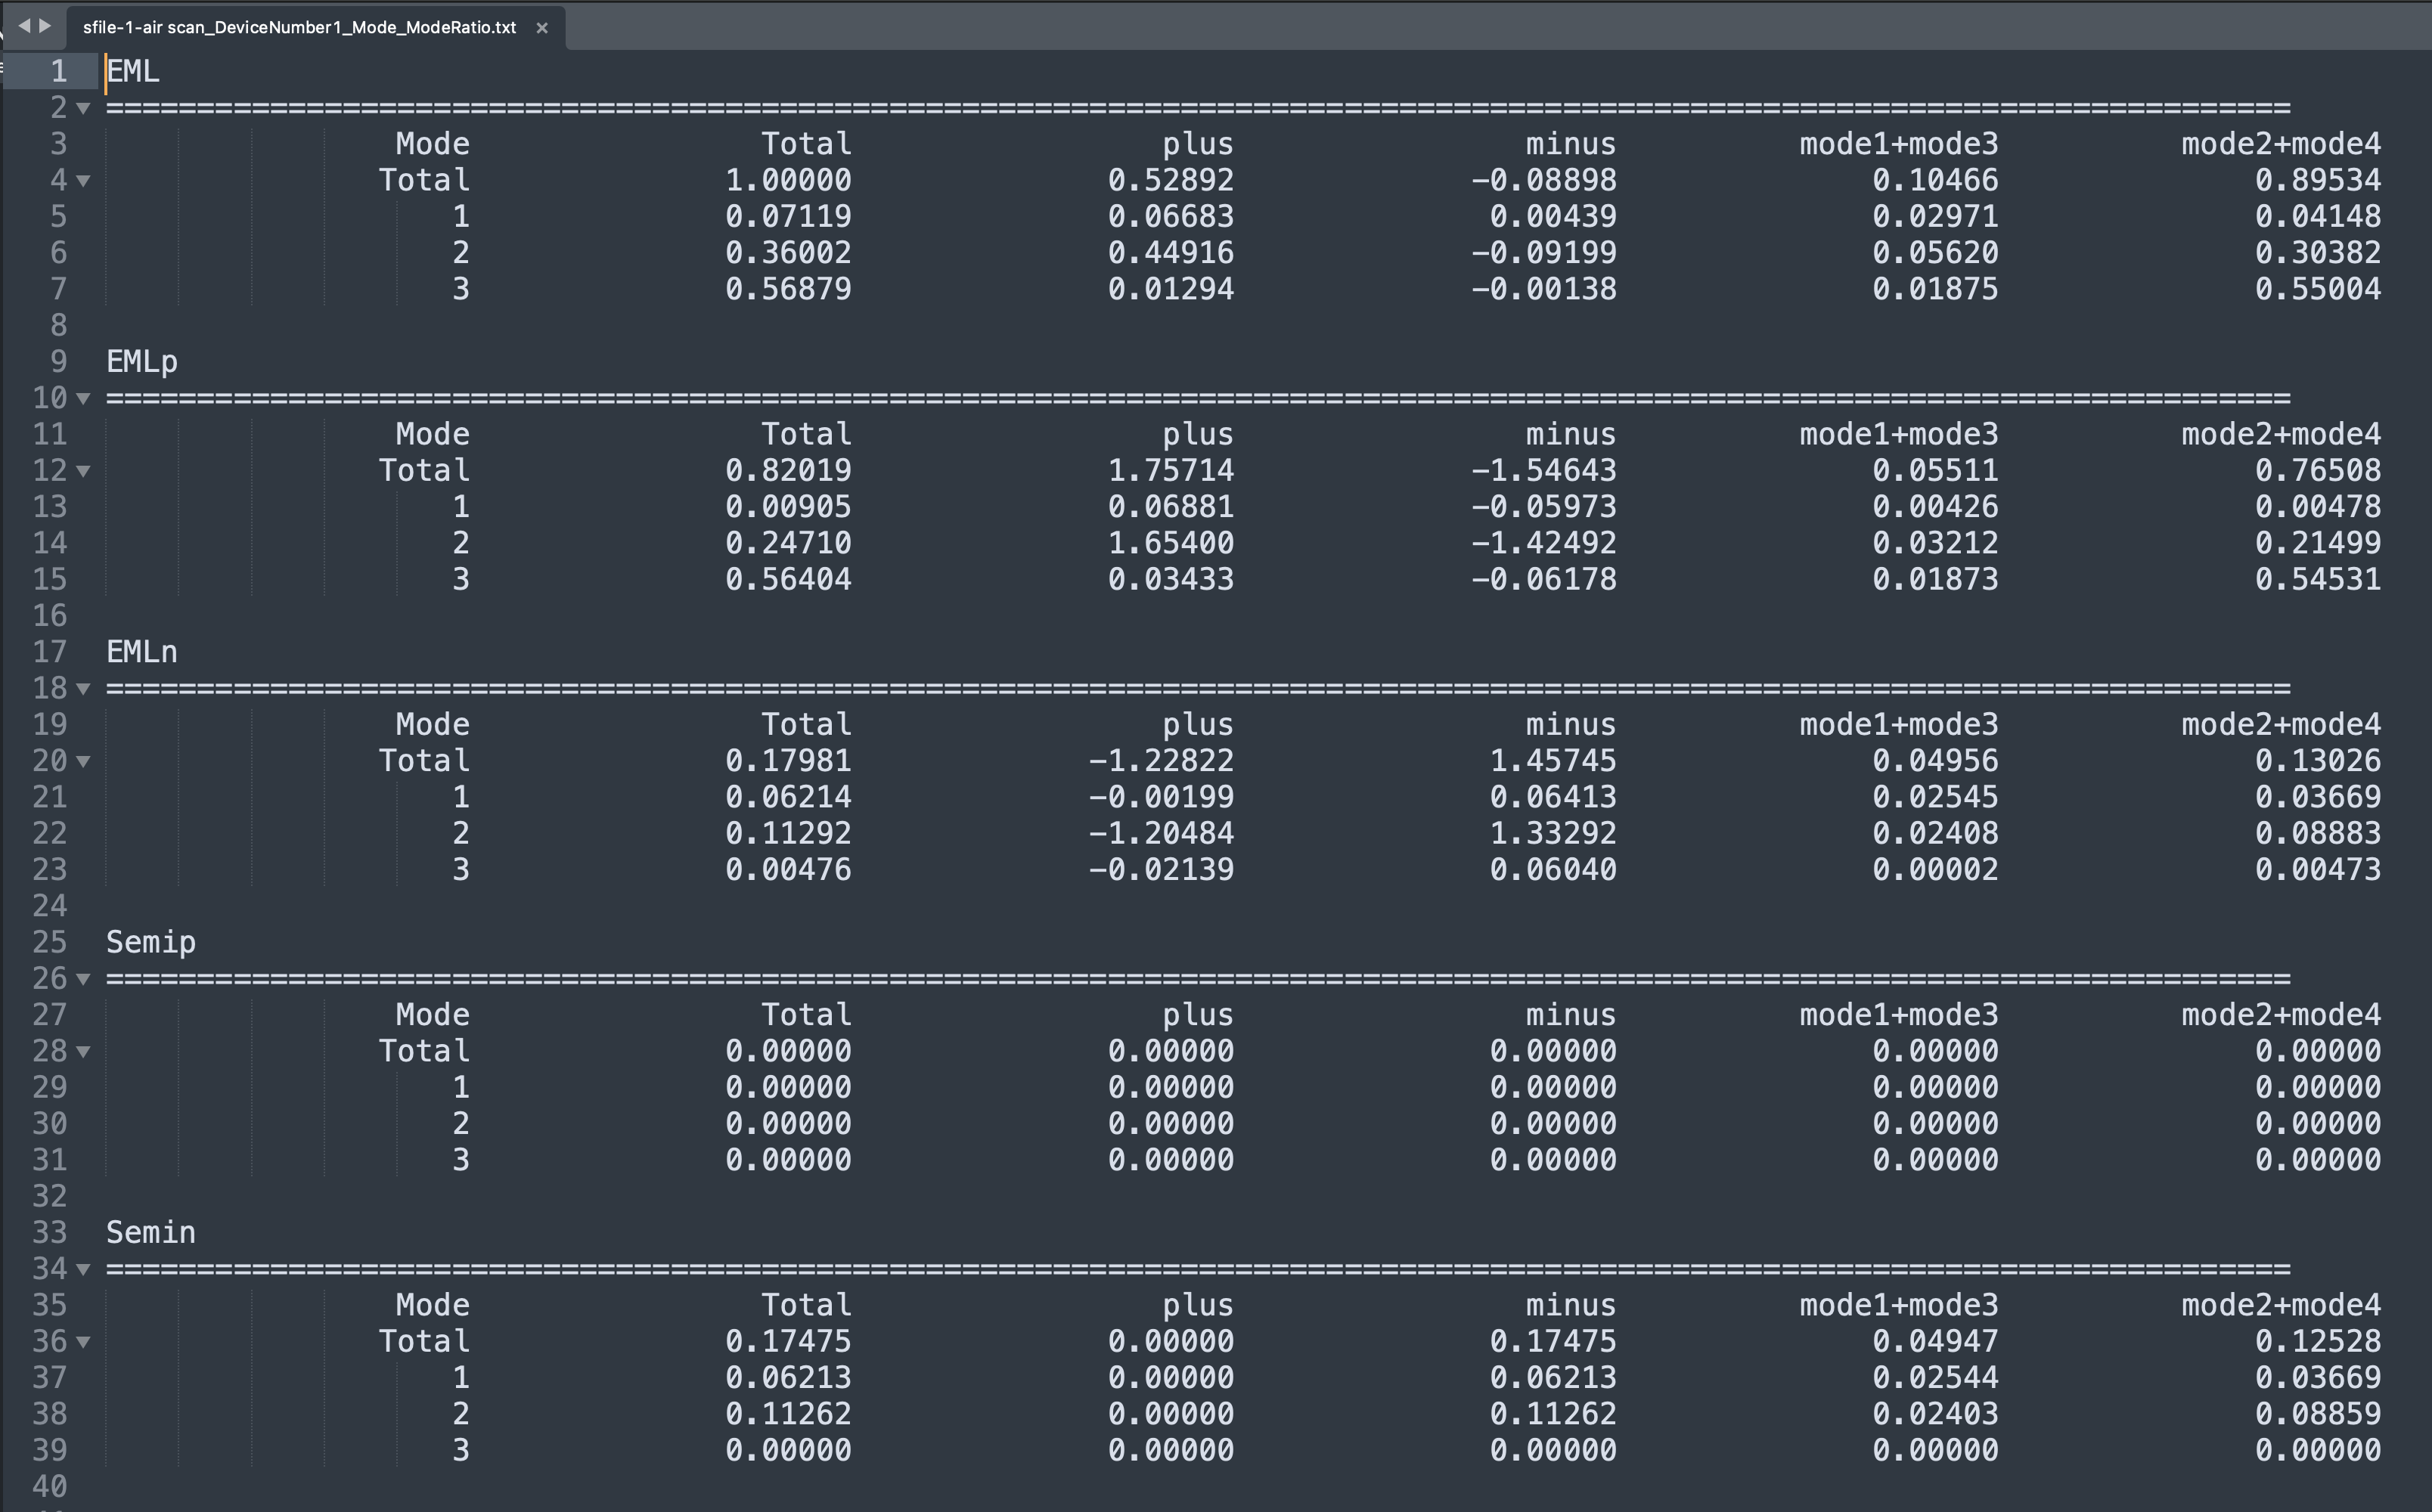 sfile-1-air scan_DeviceNumber1_Mode_ModeRatio.txt ×
1 EML
2 ========================================================================================================================
3 Mode Total plus minus mode1+mode3 mode2+mode4
4 Total 1.00000 0.52892 −0.08898 0.10466 0.89534
5 1 0.07119 0.06683 0.00439 0.02971 0.04148
6 2 0.36002 0.44916 −0.09199 0.05620 0.30382
7 3 0.56879 0.01294 −0.00138 0.01875 0.55004
8
9 EMLp
10 ========================================================================================================================
11 Mode Total plus minus mode1+mode3 mode2+mode4
12 Total 0.82019 1.75714 −1.54643 0.05511 0.76508
13 1 0.00905 0.06881 −0.05973 0.00426 0.00478
14 2 0.24710 1.65400 −1.42492 0.03212 0.21499
15 3 0.56404 0.03433 −0.06178 0.01873 0.54531
16
17 EMLn
18 ========================================================================================================================
19 Mode Total plus minus mode1+mode3 mode2+mode4
20 Total 0.17981 −1.22822 1.45745 0.04956 0.13026
21 1 0.06214 −0.00199 0.06413 0.02545 0.03669
22 2 0.11292 −1.20484 1.33292 0.02408 0.08883
23 3 0.00476 −0.02139 0.06040 0.00002 0.00473
24
25 Semip
26 ========================================================================================================================
27 Mode Total plus minus mode1+mode3 mode2+mode4
28 Total 0.00000 0.00000 0.00000 0.00000 0.00000
29 1 0.00000 0.00000 0.00000 0.00000 0.00000
30 2 0.00000 0.00000 0.00000 0.00000 0.00000
31 3 0.00000 0.00000 0.00000 0.00000 0.00000
32
33 Semin
34 ========================================================================================================================
35 Mode Total plus minus mode1+mode3 mode2+mode4
36 Total 0.17475 0.00000 0.17475 0.04947 0.12528
37 1 0.06213 0.00000 0.06213 0.02544 0.03669
38 2 0.11262 0.00000 0.11262 0.02403 0.08859
39 3 0.00000 0.00000 0.00000 0.00000 0.00000
40